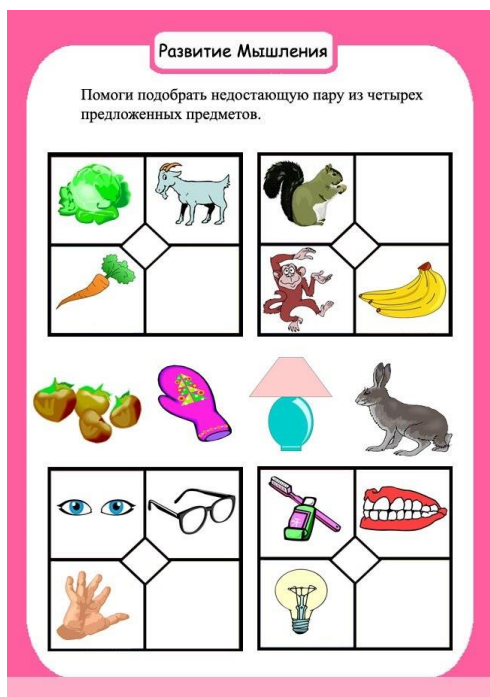 Развитие Мышления
Помоги подобрать недостающую пару из четырех
предложенных предметов.